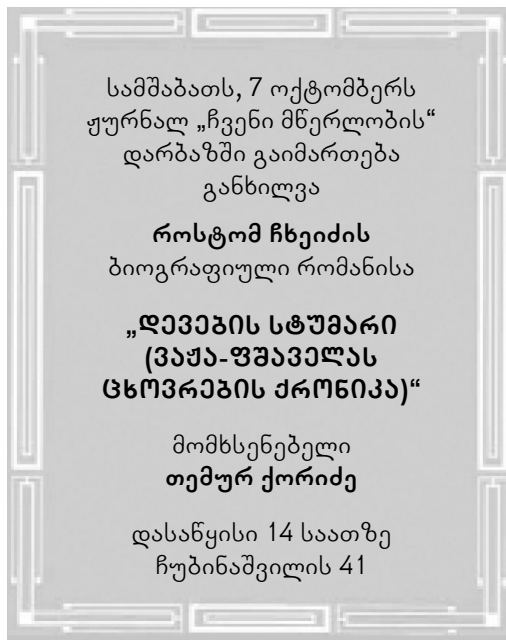 სამშაბათს, 7 ოქტომბერს
ჟურნალ „ჩვენი მწერლობის“
დარბაზში გაიმართება
განხილვა
როსტომ ჩხეიძის
ბიოგრაფიული რომანისა
„დევების სტუმარი
(ვაჟა-ფშაველას
ცხოვრების ქრონიკა)“
მომხსენებელი
თემურ ქორიძე
დასაწყისი 14 საათზე
ჩუბინაშვილის 41